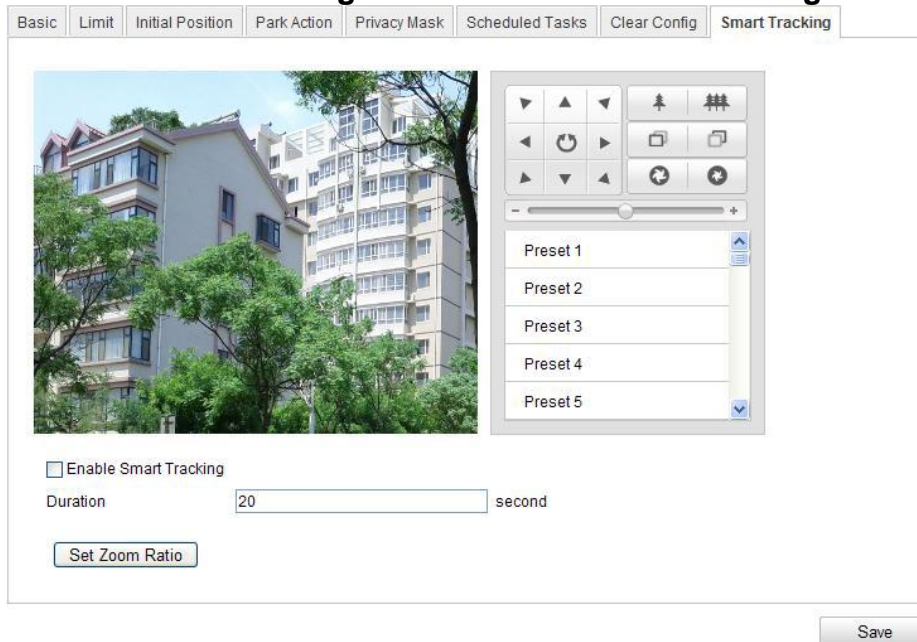 Basic Limit Initial Position Park Action Privacy Mask Scheduled Tasks Clear Config Smart Tracking
- +
Preset 1
Preset 2
Preset 3
Preset 4
Preset 5
Enable Smart Tracking
Duration 20 second
Set Zoom Ratio
Save